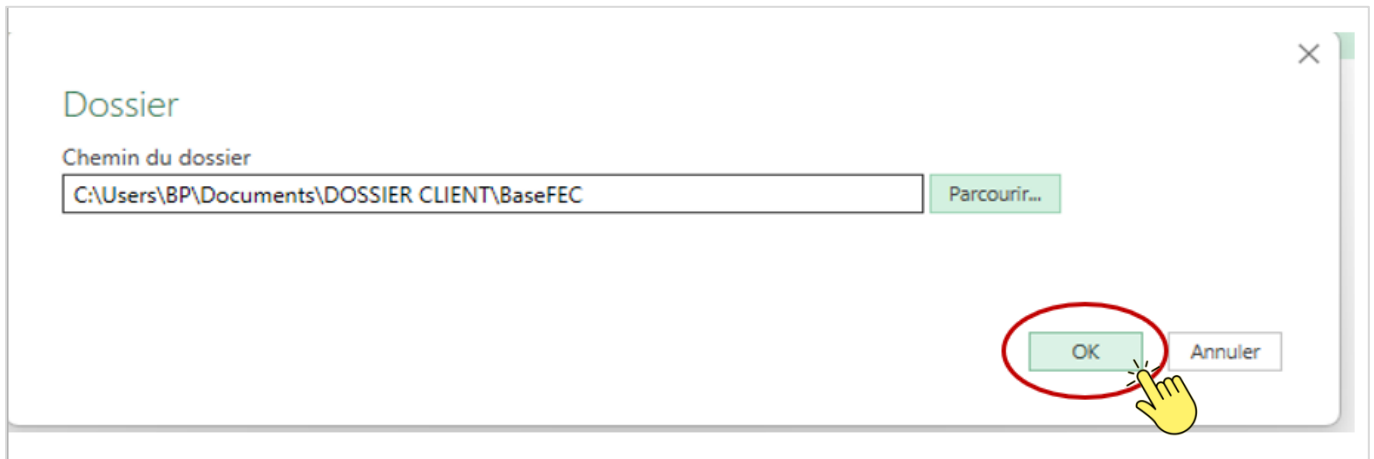 Dossier
Chemin du dossier
C:\Users\BP\Documents\DOSSIER CLIENT\BaseFEC Parcourir...
OK Annuler